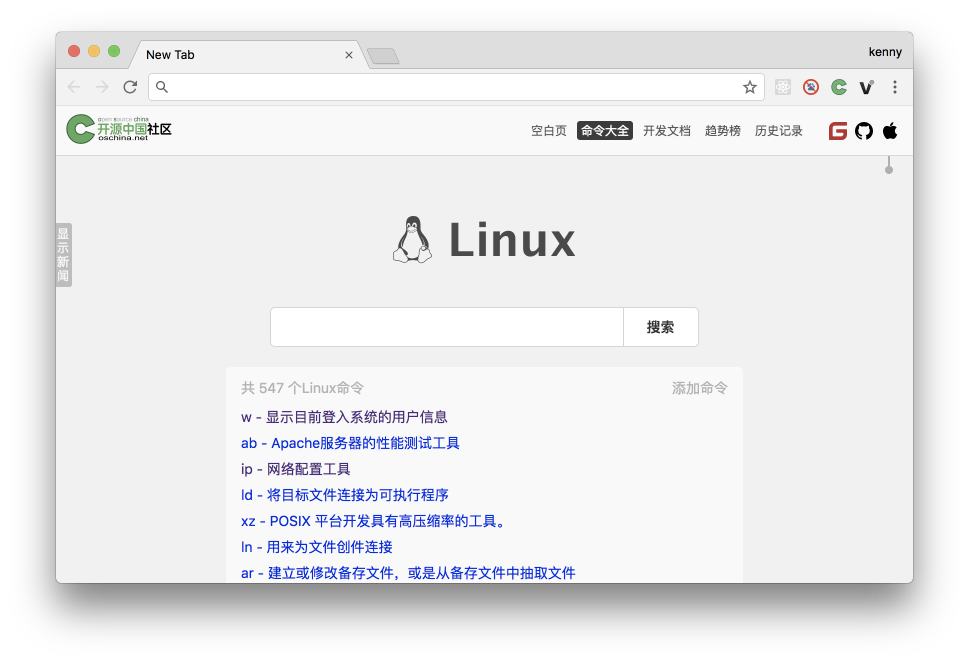 New Tab
kenny
open source china
开源中国社区
oschina.net
空白页 命令大全 开发文档 趋势榜 历史记录
显示新闻
Linux
搜索
共 547 个Linux命令 添加命令
w - 显示目前登入系统的用户信息
ab - Apache服务器的性能测试工具
ip - 网络配置工具
ld - 将目标文件连接为可执行程序
xz - POSIX 平台开发具有高压缩率的工具。
ln - 用来为文件创件连接
ar - 建立或修改备存文件，或是从备存文件中抽取文件